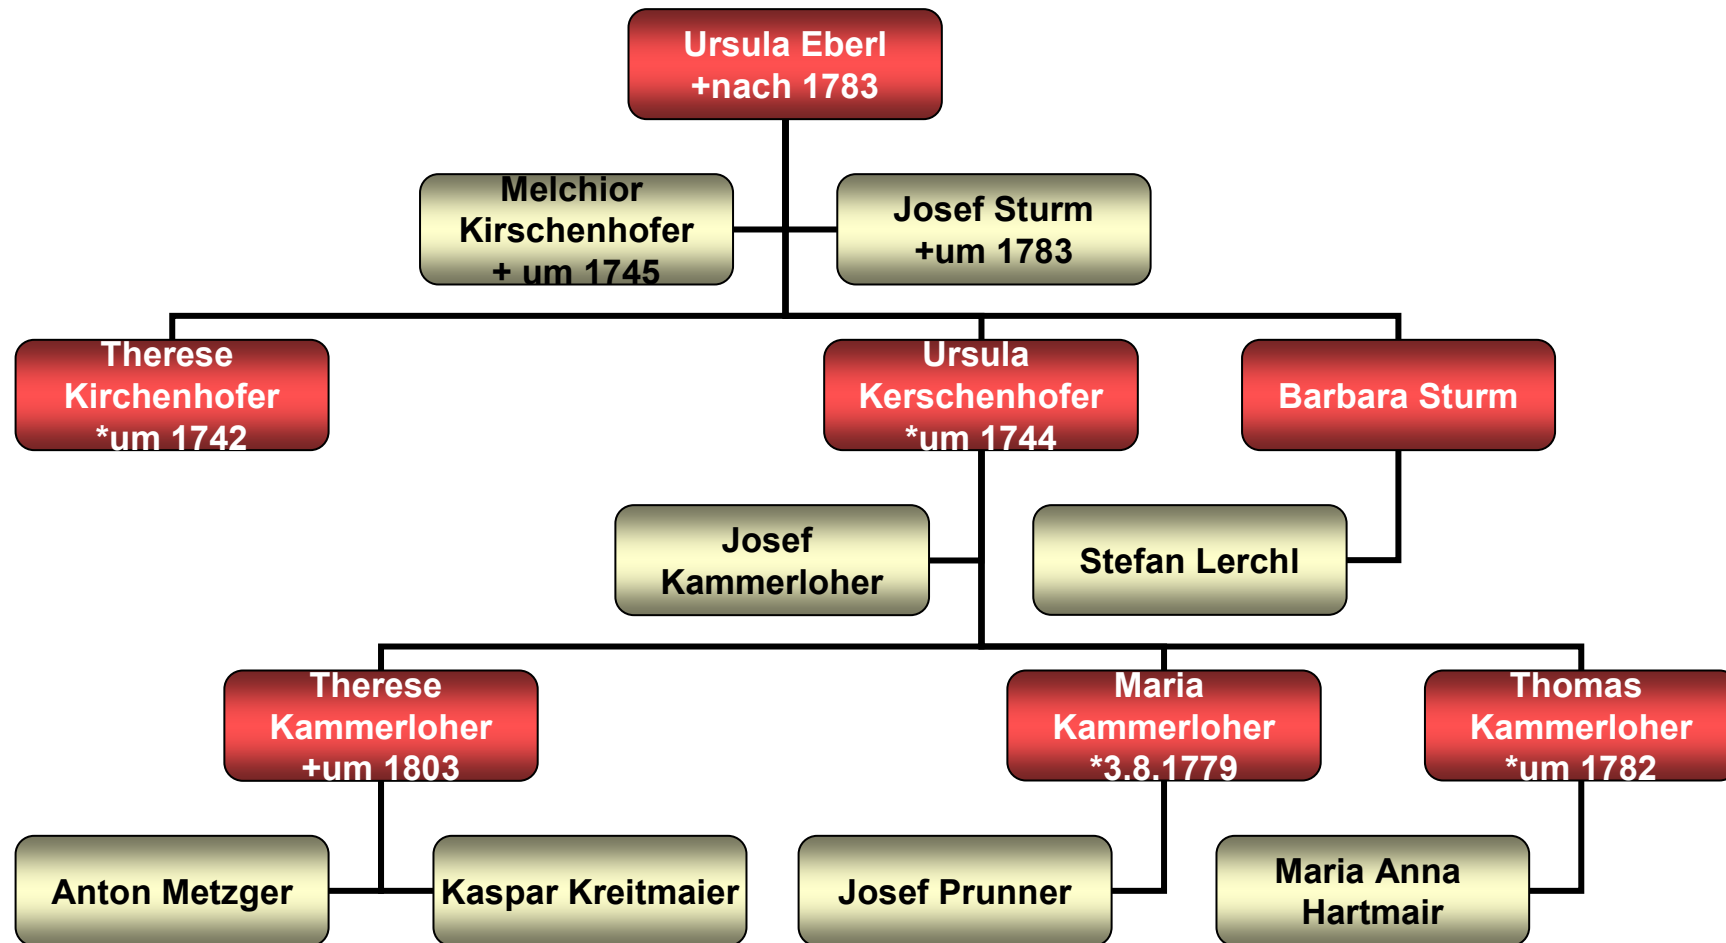 Ursula Eberl
+nach 1783
Melchior
Kirschenhofer
+ um 1745
Josef Sturm
+um 1783
Therese
Kirchenhofer
*um 1742
Ursula
Kerschenhofer
*um 1744
Barbara Sturm
Josef
Kammerloher
Stefan Lerchl
Therese
Kammerloher
+um 1803
Maria
Kammerloher
*3.8.1779
Thomas
Kammerloher
*um 1782
Anton Metzger
Kaspar Kreitmaier
Josef Prunner
Maria Anna
Hartmair